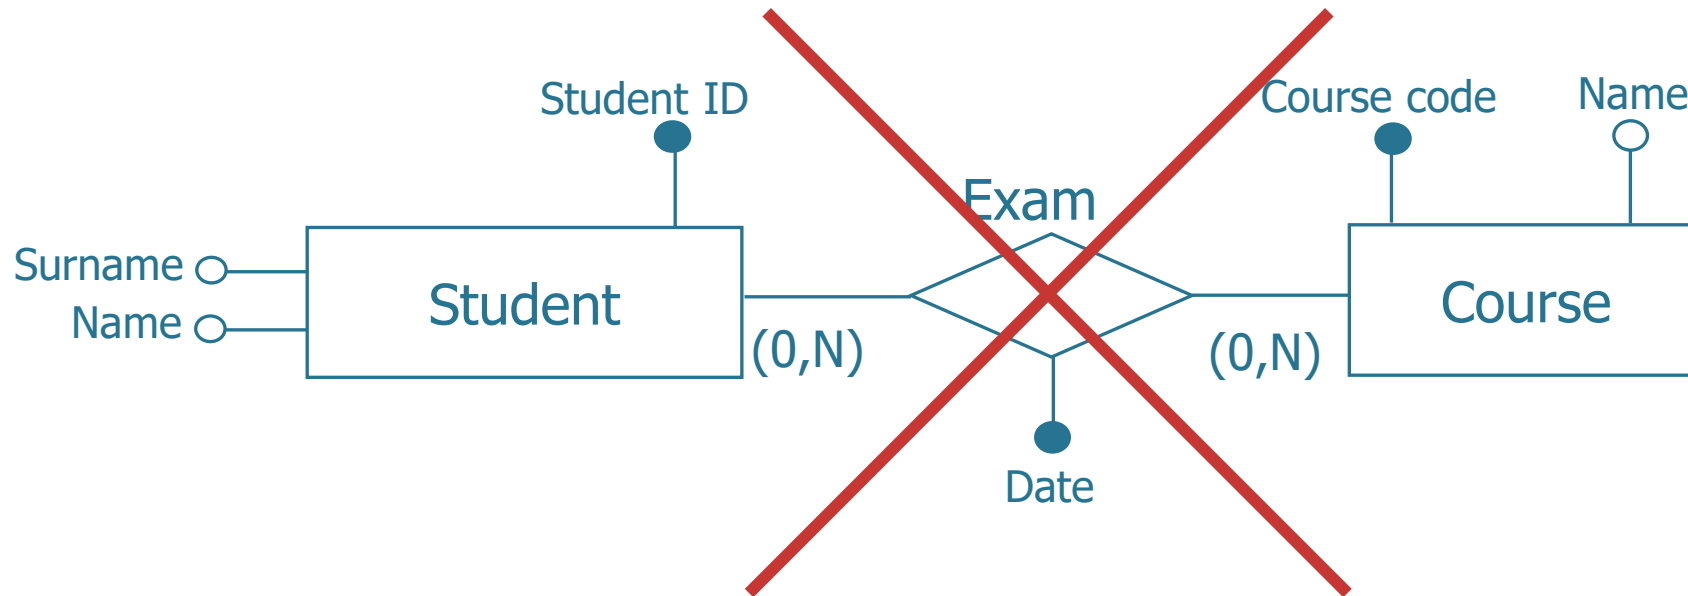 Student ID
Course code
Name
Exam
Surname
Name
Student
Course
(0,N)
(0,N)
Date